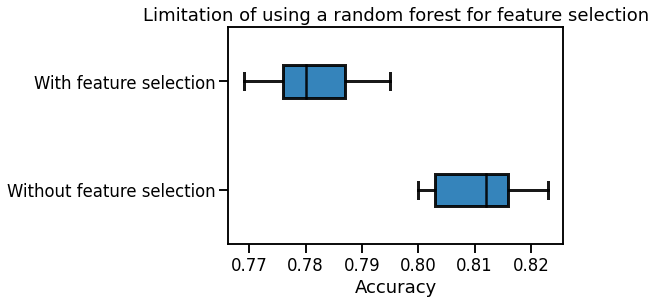 Limitation of using a random forest for feature selection
With feature selection
Without feature selection
0.77 0.78 0.79 0.80 0.81 0.82
Accuracy